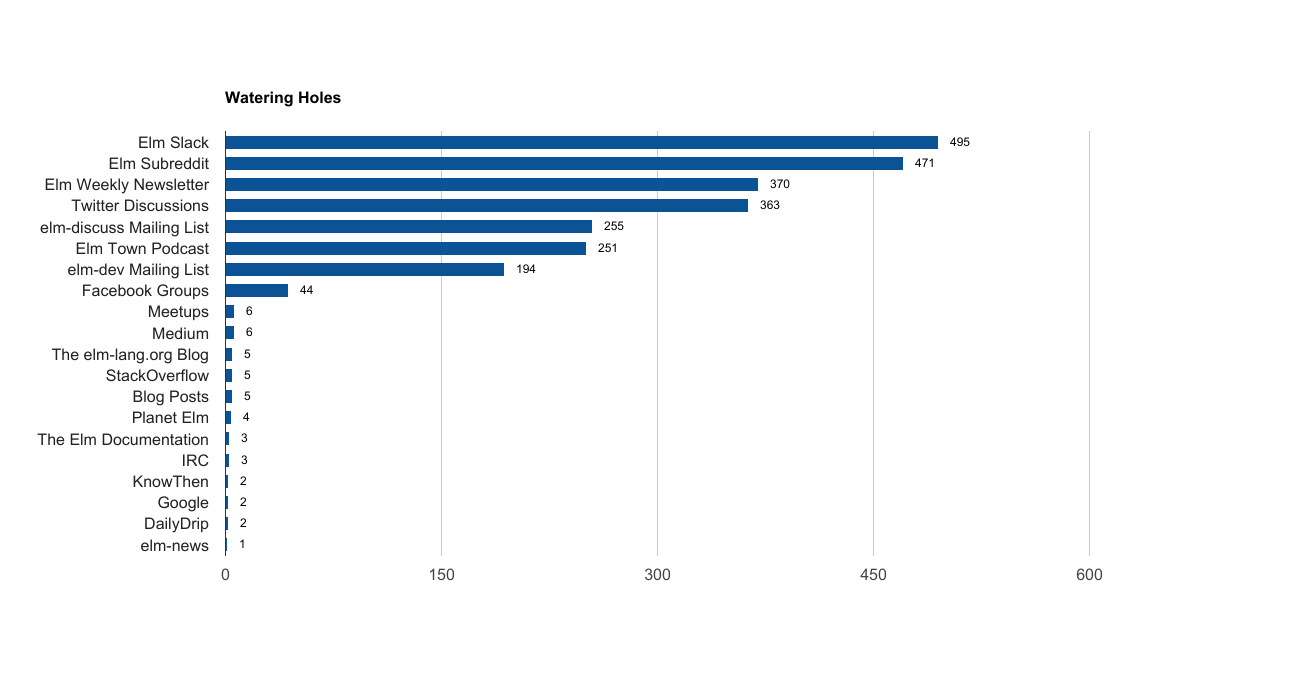 Watering Holes
Elm Slack 495
Elm Subreddit 471
Elm Weekly Newsletter 370
Twitter Discussions 363
elm-discuss Mailing List 255
Elm Town Podcast 251
elm-dev Mailing List 194
Facebook Groups 44
Meetups 6
Medium 6
The elm-lang.org Blog 5
StackOverflow 5
Blog Posts 5
Planet Elm 4
The Elm Documentation 3
IRC 3
KnowThen 2
Google 2
DailyDrip 2
elm-news 1
0 150 300 450 600